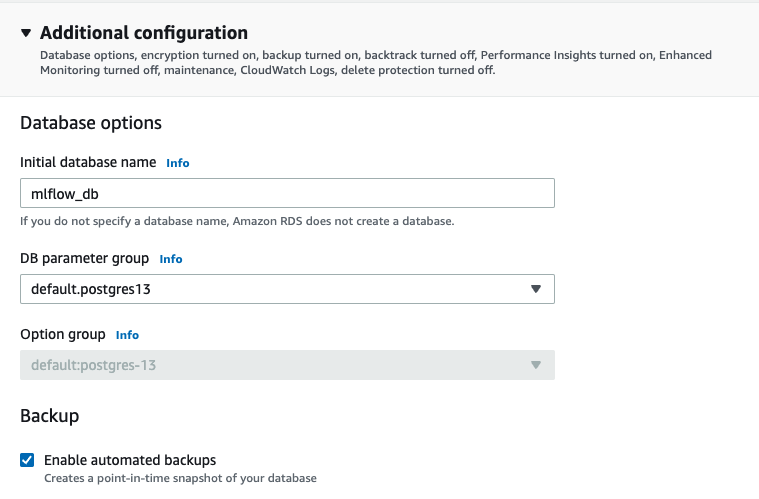 Additional configuration
Database options, encryption turned on, backup turned on, backtrack turned off, Performance Insights turned on, Enhanced
Monitoring turned off, maintenance, CloudWatch Logs, delete protection turned off.
Database options
Initial database name Info
mlflow_db
If you do not specify a database name, Amazon RDS does not create a database.
DB parameter group Info
default.postgres13
Option group Info
default:postgres-13
Backup
Enable automated backups
Creates a point-in-time snapshot of your database